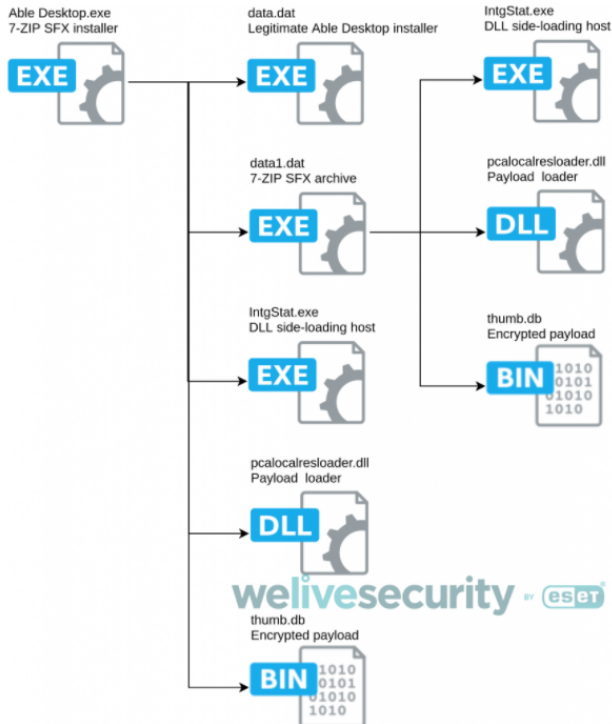 Able Desktop.exe
7-ZIP SFX installer
EXE
data.dat
Legitimate Able Desktop installer
EXE
IntgStat.exe
DLL side-loading host
EXE
data1.dat
7-ZIP SFX archive
EXE
pcalocalresloader.dll
Payload loader
DLL
IntgStat.exe
DLL side-loading host
EXE
thumb.db
Encrypted payload
BIN
1010
0101
01010
1010
pcalocalresloader.dll
Payload loader
DLL
welivesecurity BY eset
thumb.db
Encrypted payload
BIN
1010
0101
01010
1010